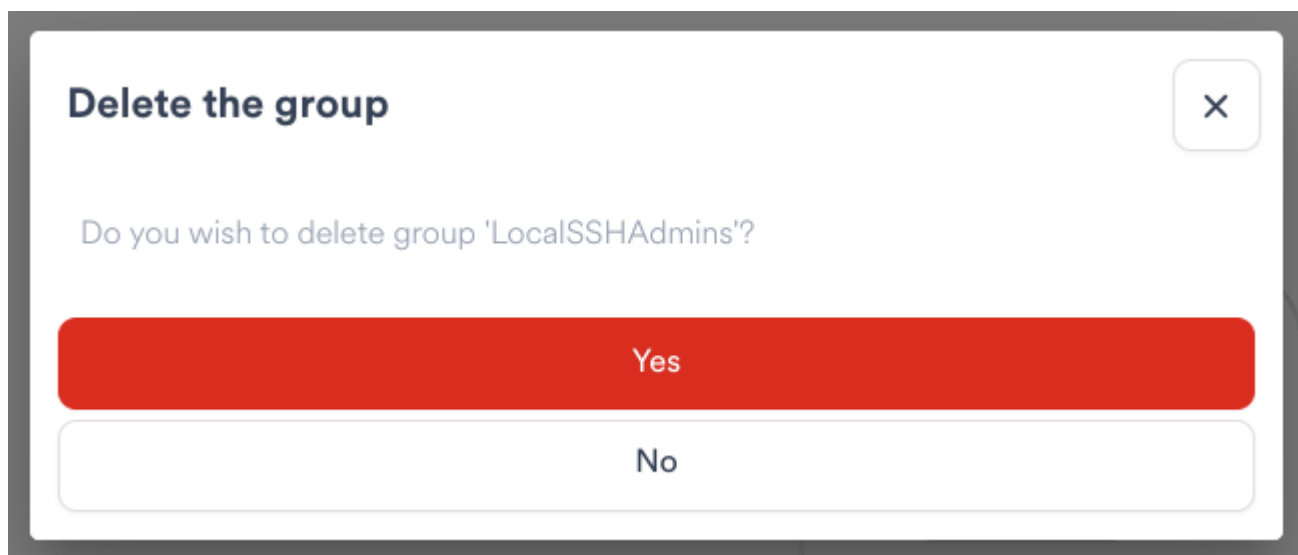 Delete the group
Do you wish to delete group 'LocalSSHAdmins'?
Yes
No